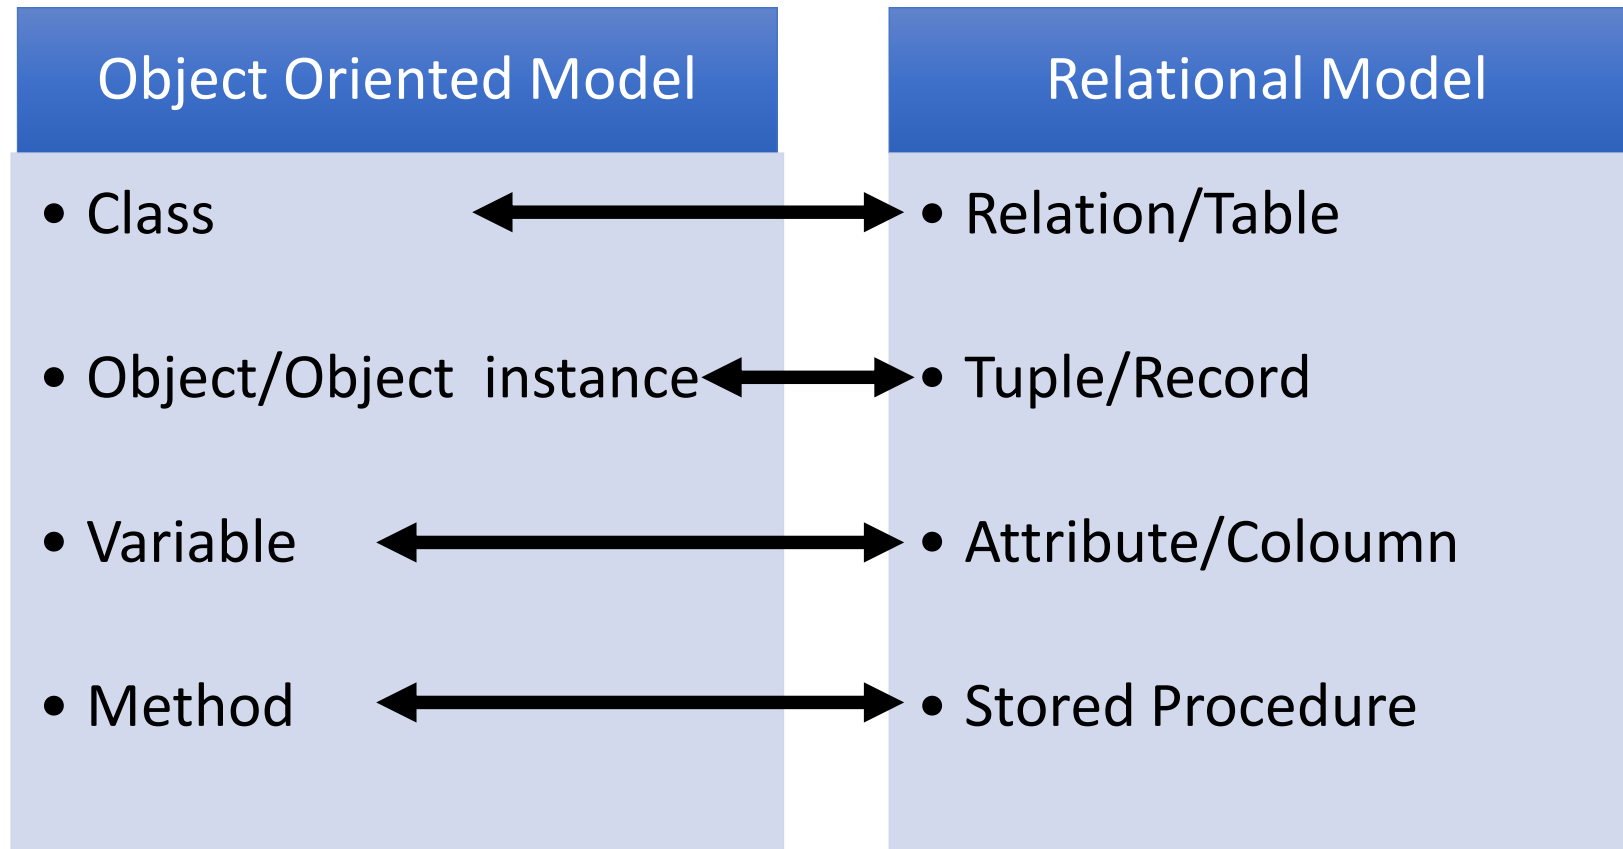 Object Oriented Model
Relational Model
• Class
• Relation/Table
• Object/Object  instance
• Tuple/Record
• Variable
• Attribute/Coloumn
• Method
• Stored Procedure